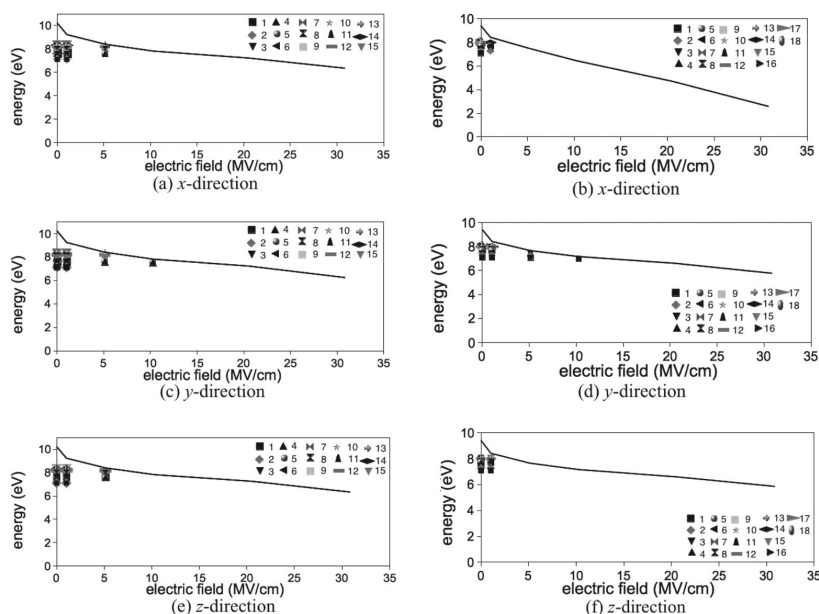 12
10
8
6
4
2
0
energy (eV)
1 4 7 10 13
2 5 8 11 14
3 6 9 12 15
0 5 10 15 20 25 30 35
electric field (MV/cm)
(a) x-direction
12
10
8
6
4
2
0
energy (eV)
1 5 9 13 17
2 6 10 14 18
3 7 11 15
4 8 12 16
0 5 10 15 20 25 30 35
electric field (MV/cm)
(b) x-direction
12
10
8
6
4
2
0
energy (eV)
1 4 7 10 13
2 5 8 11 14
3 6 9 12 15
0 5 10 15 20 25 30 35
electric field (MV/cm)
(c) y-direction
12
10
8
6
4
2
0
energy (eV)
1 5 9 13 17
2 6 10 14 18
3 7 11 15
4 8 12 16
0 5 10 15 20 25 30 35
electric field (MV/cm)
(d) y-direction
12
10
8
6
4
2
0
energy (eV)
1 4 7 10 13
2 5 8 11 14
3 6 9 12 15
0 5 10 15 20 25 30 35
electric field (MV/cm)
(e) z-direction
12
10
8
6
4
2
0
energy (eV)
1 5 9 13 17
2 6 10 14 18
3 7 11 15
4 8 12 16
0 5 10 15 20 25 30 35
electric field (MV/cm)
(f) z-direction